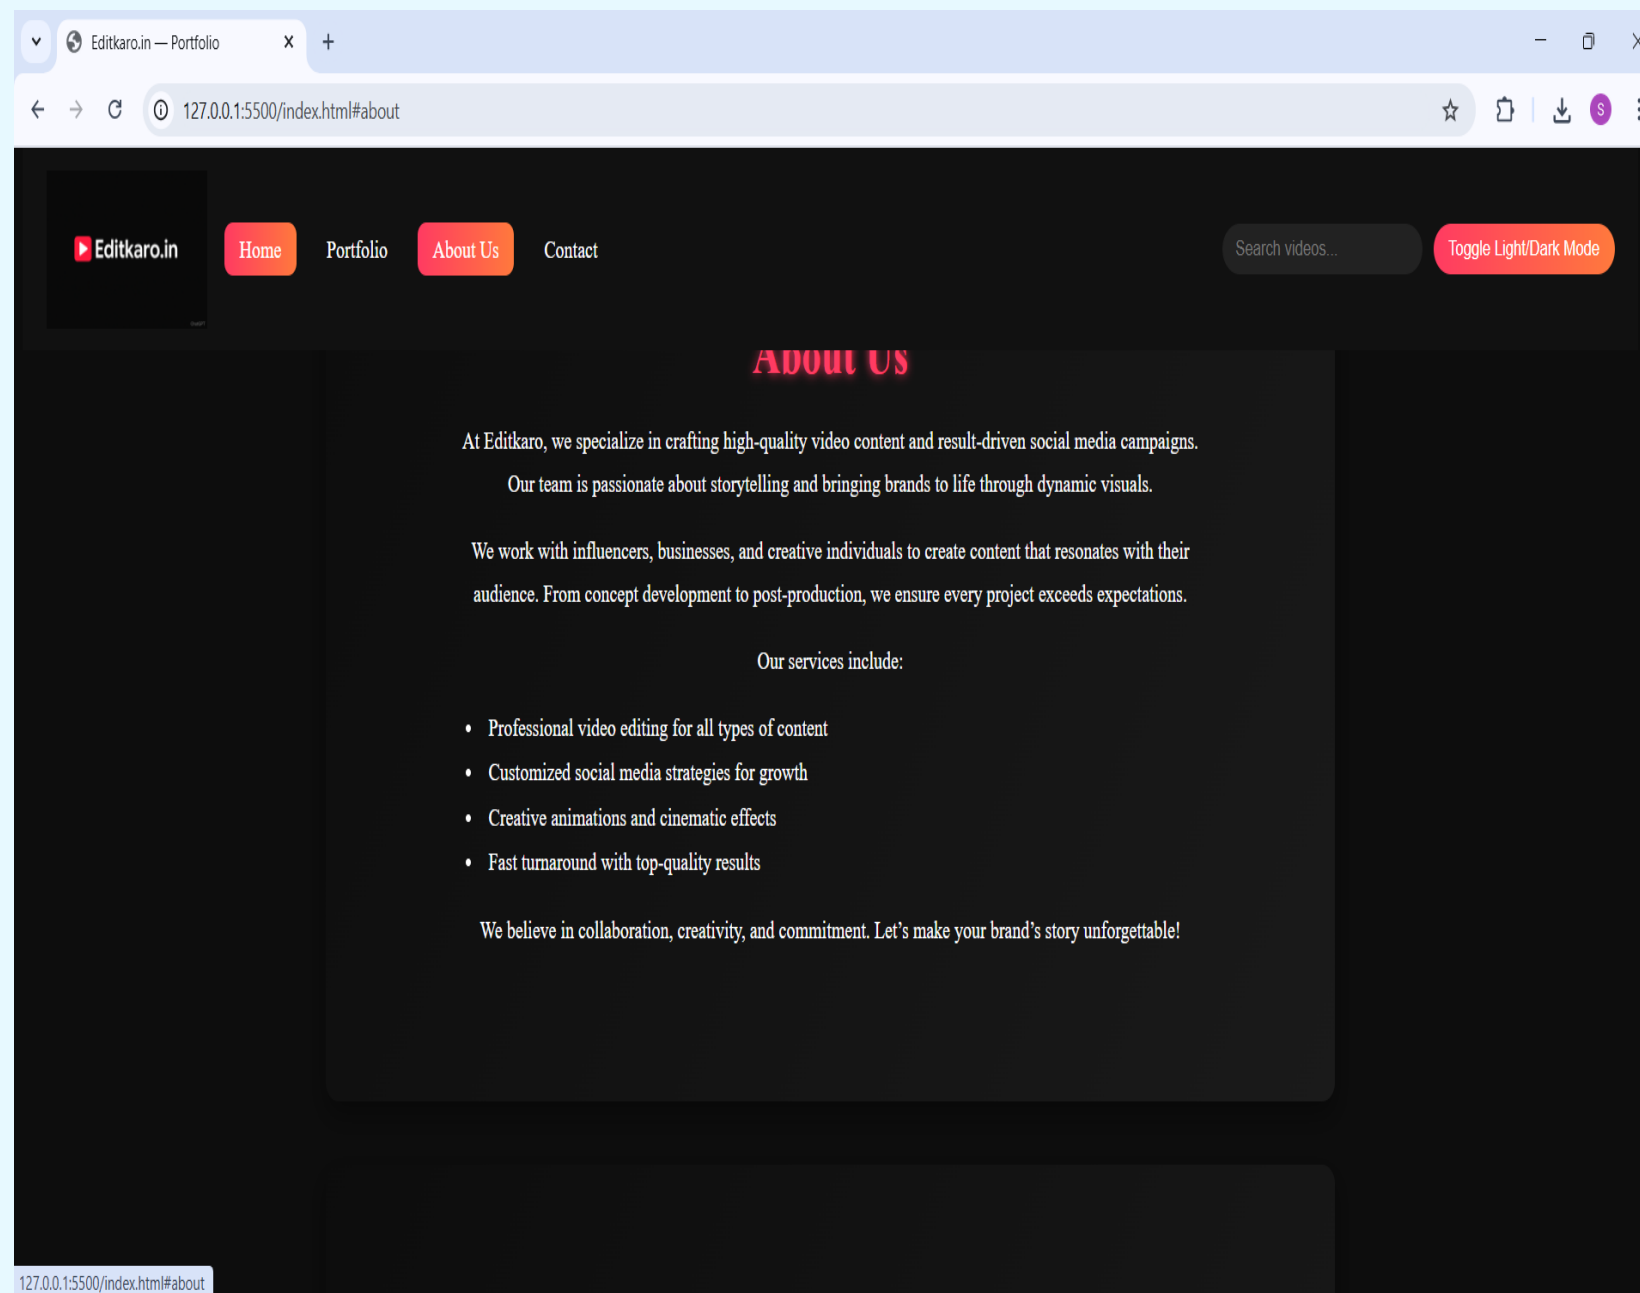 Editkaro.in — Portfolio
127.0.0.1:5500/index.html#about
S
Editkaro.in
Home
Portfolio
About Us
Contact
Search videos...
Toggle Light/Dark Mode
About Us
At Editkaro, we specialize in crafting high-quality video content and result-driven social media campaigns.
Our team is passionate about storytelling and bringing brands to life through dynamic visuals.
We work with influencers, businesses, and creative individuals to create content that resonates with their
audience. From concept development to post-production, we ensure every project exceeds expectations.
Our services include:
• Professional video editing for all types of content
• Customized social media strategies for growth
• Creative animations and cinematic effects
• Fast turnaround with top-quality results
We believe in collaboration, creativity, and commitment. Let’s make your brand’s story unforgettable!
127.0.0.1:5500/index.html#about